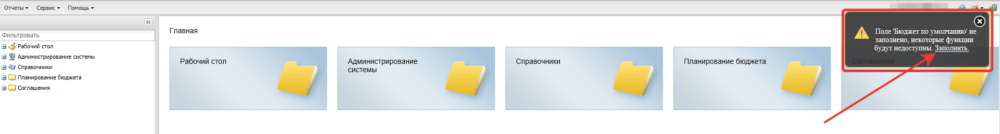 Отчеты Сервис Помощь
Фильтровать
Рабочий стол
Администрирование системы
Справочники
Планирование бюджета
Соглашения
Главная
Рабочий стол
Администрирование
системы
Справочники
Планирование бюджета
Соглашения
Поле 'Бюджет по умолчанию' не
заполнено, некоторые функции
будут недоступны. Заполнить.